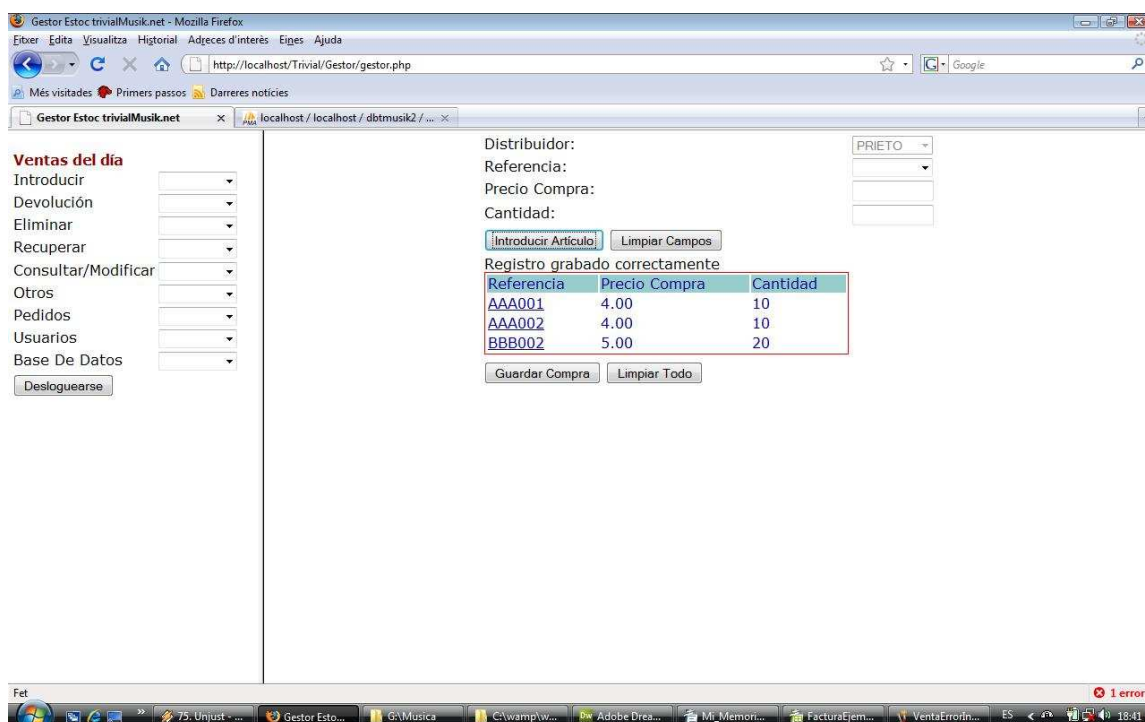 Gestor Estoc trivialMusik.net - Mozilla Firefox
Fitxer Edita Visualitza Historial Adreces d'interès Eines Ajuda
http://localhost/Trivial/Gestor/gestor.php
Google
Més visitades Primers passos Darreres notícies
Gestor Estoc trivialMusik.net
localhost / localhost / dbtmusik2 / ...
Ventas del día
Introducir
Devolución
Eliminar
Recuperar
Consultar/Modificar
Otros
Pedidos
Usuarios
Base De Datos
Desloguearse
Distribuidor: PRIETO
Referencia:
Precio Compra:
Cantidad:
Introducir Artículo Limpiar Campos
Registro grabado correctamente
Referencia Precio Compra Cantidad
AAA001 4.00 10
AAA002 4.00 10
BBB002 5.00 20
Guardar Compra Limpiar Todo
Fet
1 error
75. Unjust - ... Gestor Esto... G:\Musica C:\wamp\w... Adobe Drea... Mi_Memori... FacturaEjem... VentaErrorIn... ES 18:41